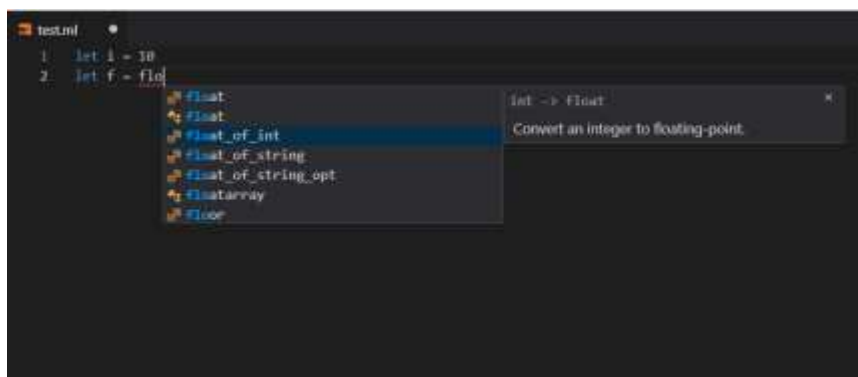 test.ml
1 let i = 10
2 let f = flo
float
float
float_of_int
float_of_string
float_of_string_opt
floatarray
floor
int -> float
Convert an integer to floating-point.